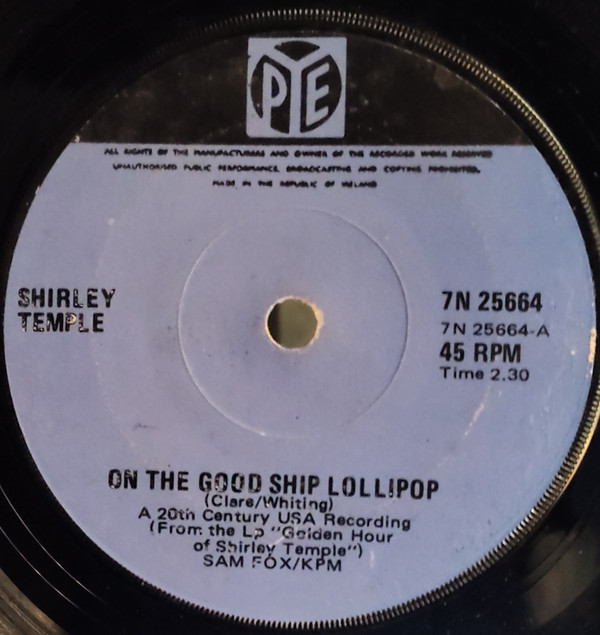 PYE
ALL RIGHTS OF THE MANUFACTURERS AND OWNER OF THE RECORDED WORK RESERVED
UNAUTHORISED PUBLIC PERFORMANCE, BROADCASTING AND COPYING PROHIBITED.
MADE IN THE REPUBLIC OF IRELAND
SHIRLEY
TEMPLE
7N 25664
7N 25664-A
45 RPM
Time 2.30
ON THE GOOD SHIP LOLLIPOP
(Clare/Whiting)
A 20th Century USA Recording
(From the Lp "Golden Hour
of Shirley Temple")
SAM FOX/KPM